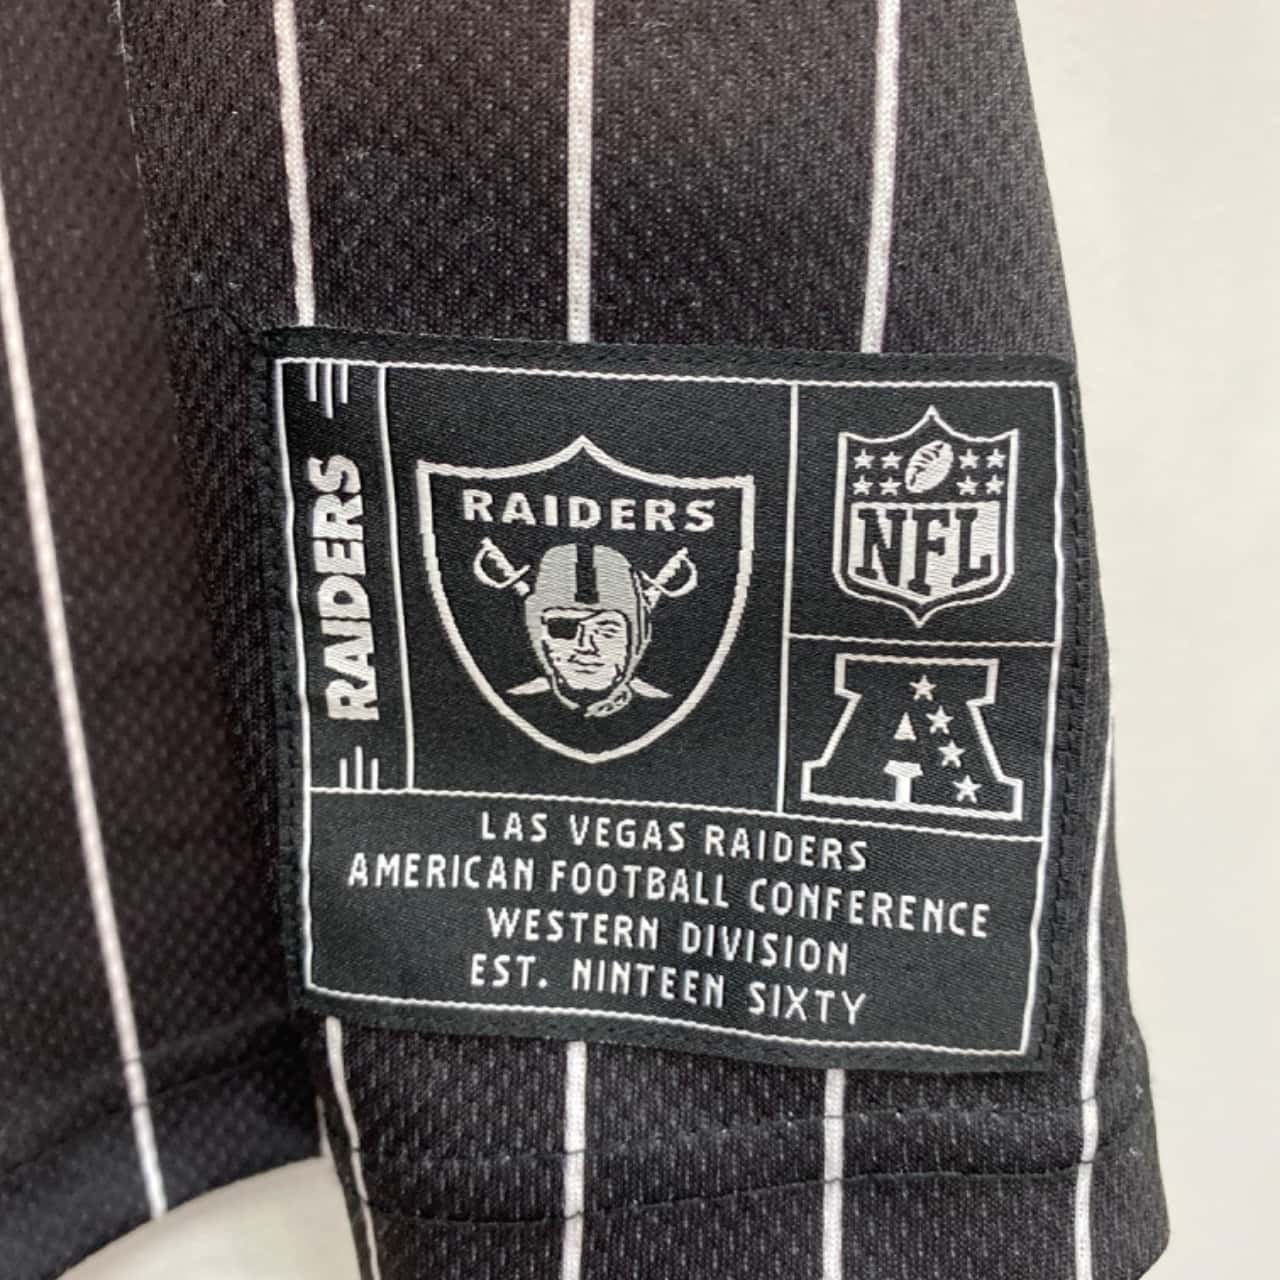 RAIDERS
RAIDERS
NFL
A
LAS VEGAS RAIDERS
AMERICAN FOOTBALL CONFERENCE
WESTERN DIVISION
EST. NINTEEN SIXTY